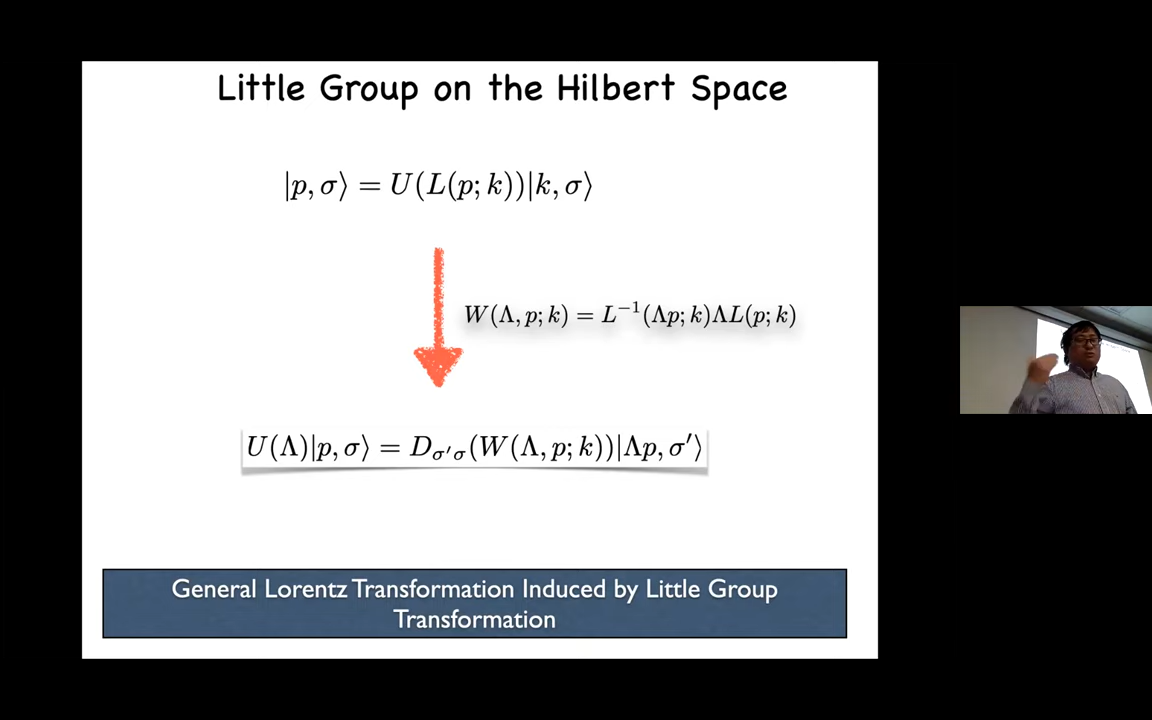 Little Group on the Hilbert Space
|p, σ⟩ = U(L(p; k))|k, σ⟩
W(Λ, p; k) = L⁻¹(Λp; k)ΛL(p; k)
U(Λ)|p, σ⟩ = D_{σ′σ}(W(Λ, p; k))|Λp, σ′⟩
General Lorentz Transformation Induced by Little Group
Transformation